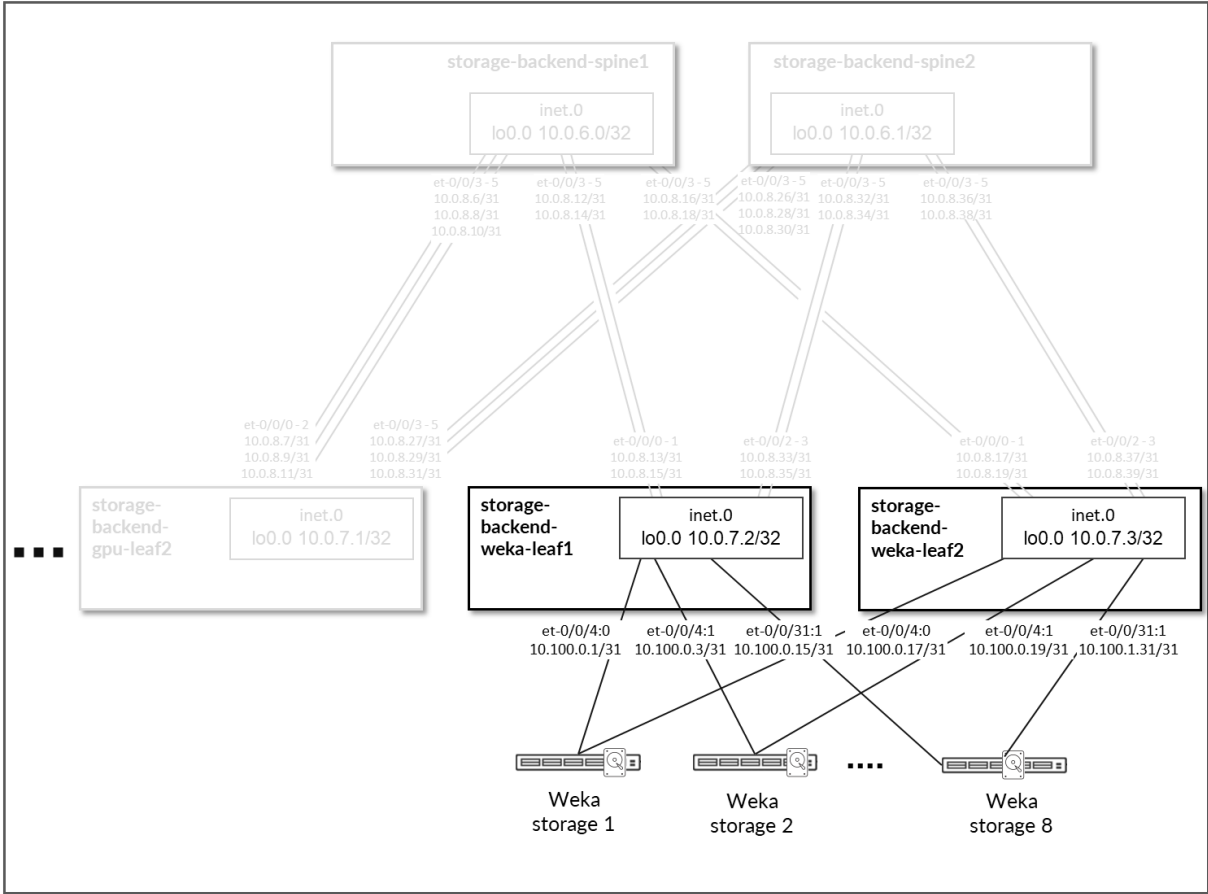 storage-backend-spine1
inet.0
lo0.0 10.0.6.0/32
storage-backend-spine2
inet.0
lo0.0 10.0.6.1/32
et-0/0/3 - 5
10.0.8.6/31
10.0.8.8/31
10.0.8.10/31
et-0/0/3 - 5
10.0.8.12/31
10.0.8.14/31
et-0/0/3 - 5
10.0.8.16/31
10.0.8.18/31
et-0/0/3 - 5
10.0.8.26/31
10.0.8.28/31
10.0.8.30/31
et-0/0/3 - 5
10.0.8.32/31
10.0.8.34/31
et-0/0/3 - 5
10.0.8.36/31
10.0.8.38/31
et-0/0/0 - 2
10.0.8.7/31
10.0.8.9/31
10.0.8.11/31
et-0/0/3 - 5
10.0.8.27/31
10.0.8.29/31
10.0.8.31/31
et-0/0/0 - 1
10.0.8.13/31
10.0.8.15/31
et-0/0/2 - 3
10.0.8.33/31
10.0.8.35/31
et-0/0/0 - 1
10.0.8.17/31
10.0.8.19/31
et-0/0/2 - 3
10.0.8.37/31
10.0.8.39/31
storage-
backend-
gpu-leaf2
inet.0
lo0.0 10.0.7.1/32
storage-
backend-
weka-leaf1
inet.0
lo0.0 10.0.7.2/32
storage-
backend-
weka-leaf2
inet.0
lo0.0 10.0.7.3/32
et-0/0/4:0
10.100.0.1/31
et-0/0/4:1
10.100.0.3/31
et-0/0/31:1
10.100.0.15/31
et-0/0/4:0
10.100.0.17/31
et-0/0/4:1
10.100.0.19/31
et-0/0/31:1
10.100.1.31/31
Weka
storage 1
Weka
storage 2
Weka
storage 8